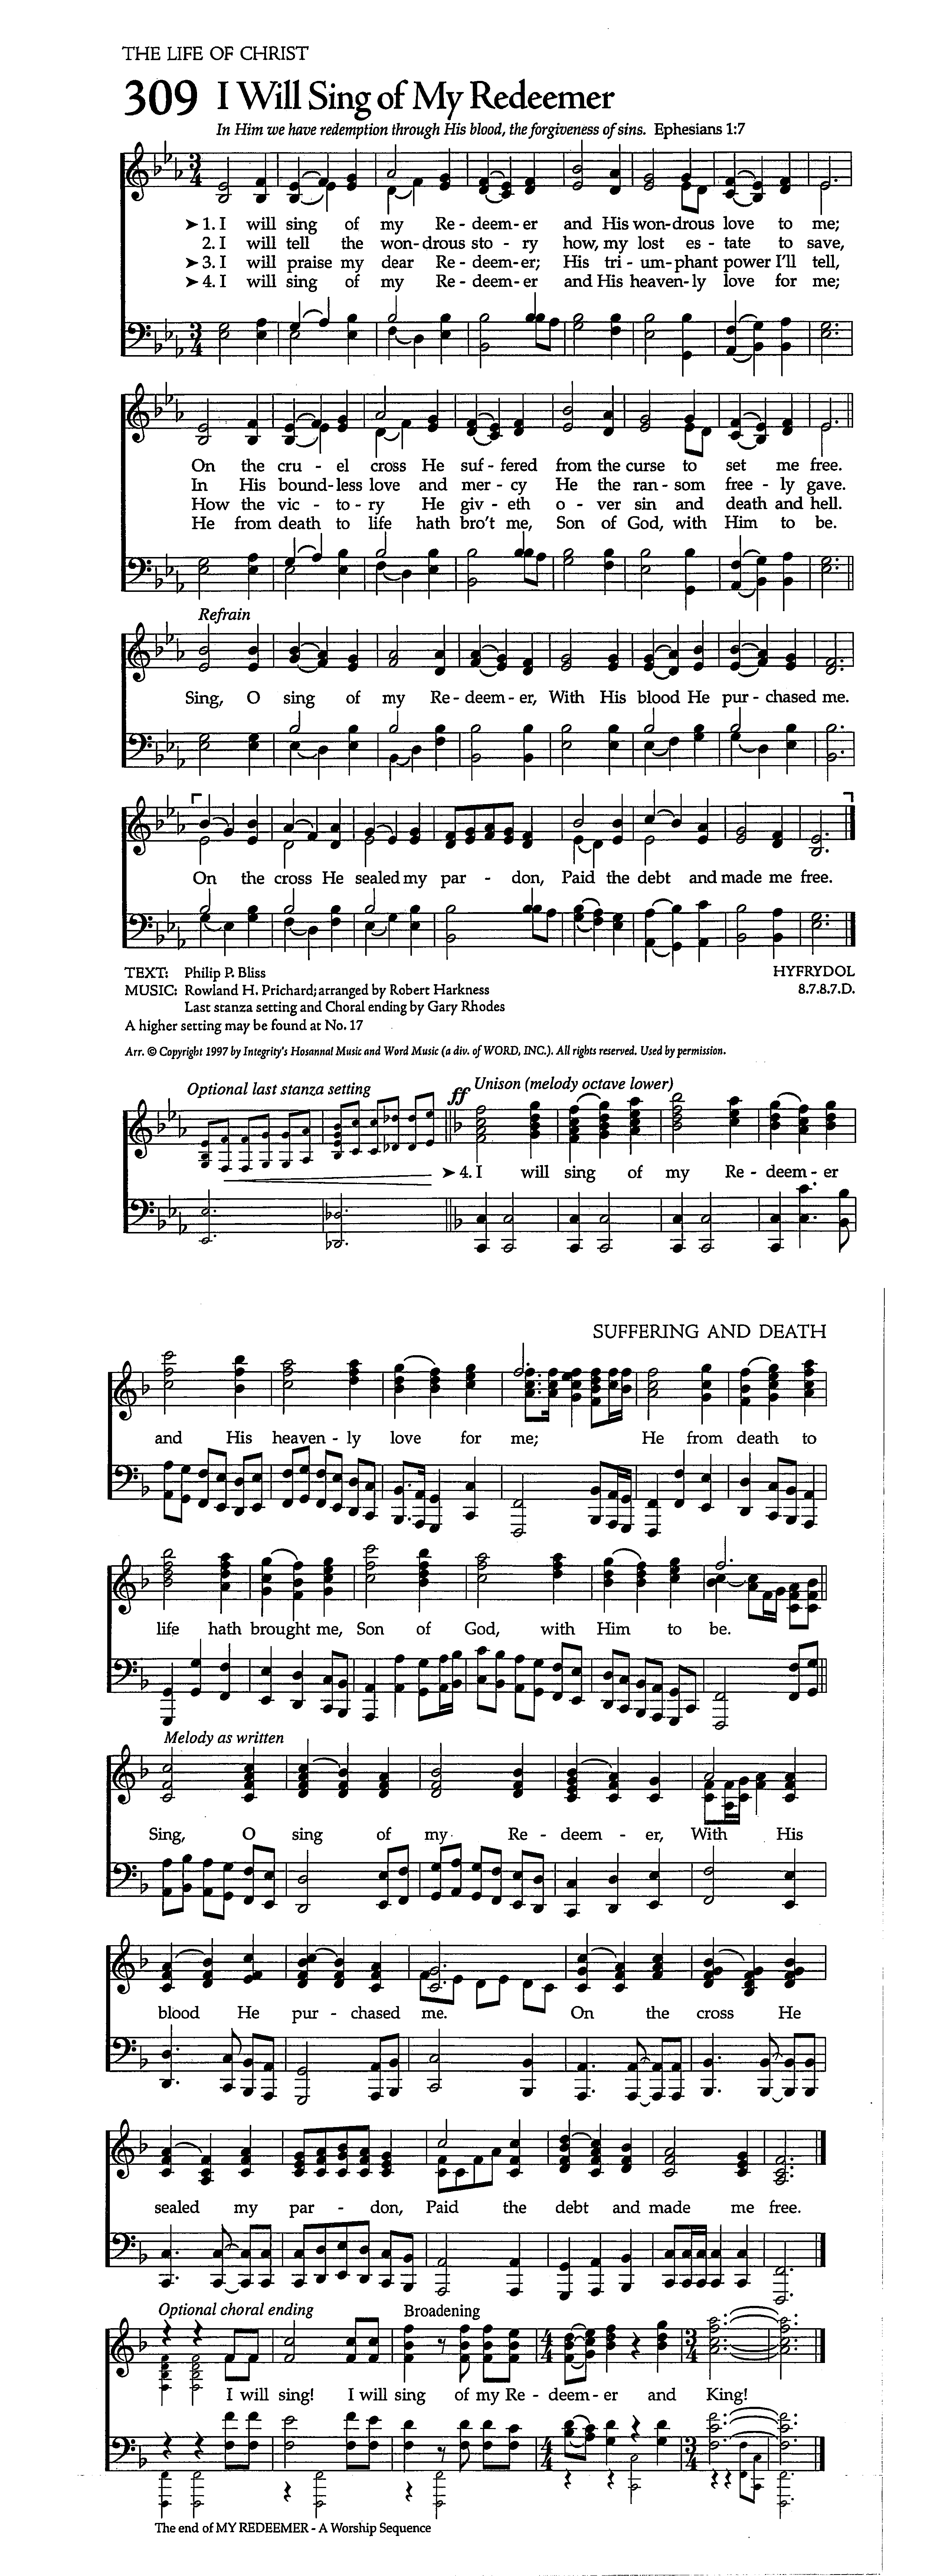 THE LIFE OF CHRIST
309 I Will Sing of My Redeemer
In Him we have redemption through His blood, the forgiveness of sins. Ephesians 1:7
➤ 1. I will sing of my Re - deem - er and His won - drous love to me;
2. I will tell the won - drous sto - ry how, my lost es - tate to save,
➤ 3. I will praise my dear Re - deem - er; His tri - um - phant power I'll tell,
➤ 4. I will sing of my Re - deem - er and His heaven - ly love for me;
On the cru - el cross He suf - fered from the curse to set me free.
In His bound - less love and mer - cy He the ran - som free - ly gave.
How the vic - to - ry He giv - eth o - ver sin and death and hell.
He from death to life hath bro't me, Son of God, with Him to be.
Refrain
Sing, O sing of my Re - deem - er, With His blood He pur - chased me.
On the cross He sealed my par - don, Paid the debt and made me free.
TEXT: Philip P. Bliss HYFRYDOL
MUSIC: Rowland H. Prichard; arranged by Robert Harkness 8.7.8.7.D.
Last stanza setting and Choral ending by Gary Rhodes
A higher setting may be found at No. 17
Arr. © Copyright 1997 by Integrity's Hosanna! Music and Word Music (a div. of WORD, INC.). All rights reserved. Used by permission.
Optional last stanza setting ff Unison (melody octave lower)
➤ 4. I will sing of my Re - deem - er
SUFFERING AND DEATH
and His heaven - ly love for me; He from death to
life hath brought me, Son of God, with Him to be.
Melody as written
Sing, O sing of my Re - deem - er, With His
blood He pur - chased me. On the cross He
sealed my par - don, Paid the debt and made me free.
Optional choral ending Broadening
I will sing! I will sing of my Re - deem - er and King!
The end of MY REDEEMER - A Worship Sequence